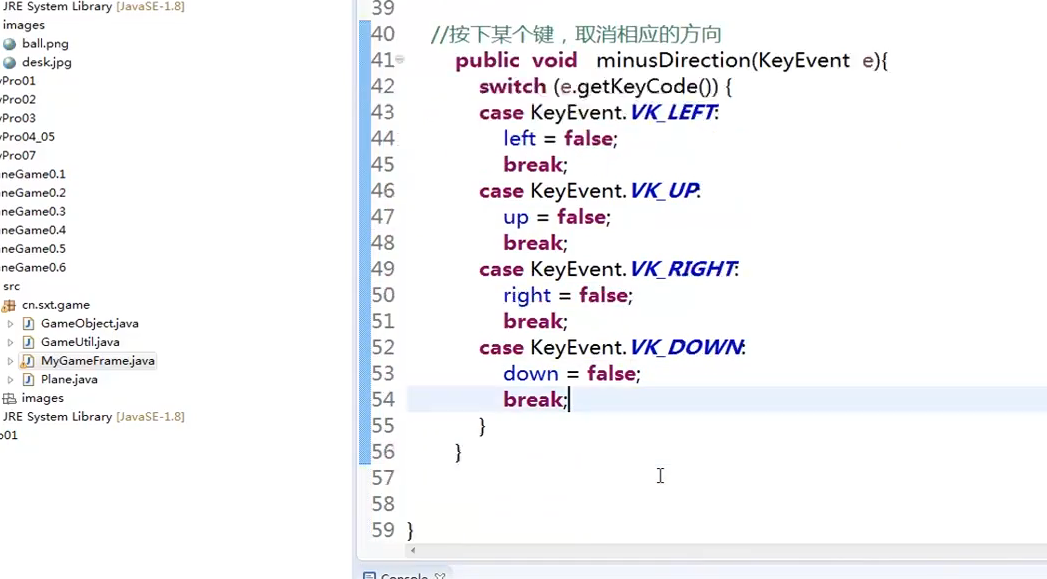 JRE System Library [JavaSE-1.8]
images
ball.png
desk.jpg
yPro01
yPro02
yPro03
yPro04_05
yPro07
neGame0.1
neGame0.2
neGame0.3
neGame0.4
neGame0.5
neGame0.6
src
cn.sxt.game
GameObject.java
GameUtil.java
MyGameFrame.java
Plane.java
images
JRE System Library [JavaSE-1.8]
o01
39
40 //按下某个键，取消相应的方向
41 public void minusDirection(KeyEvent e){
42 switch (e.getKeyCode()) {
43 case KeyEvent.VK_LEFT:
44 left = false;
45 break;
46 case KeyEvent.VK_UP:
47 up = false;
48 break;
49 case KeyEvent.VK_RIGHT:
50 right = false;
51 break;
52 case KeyEvent.VK_DOWN:
53 down = false;
54 break;
55 }
56 }
57
58
59 }
Console